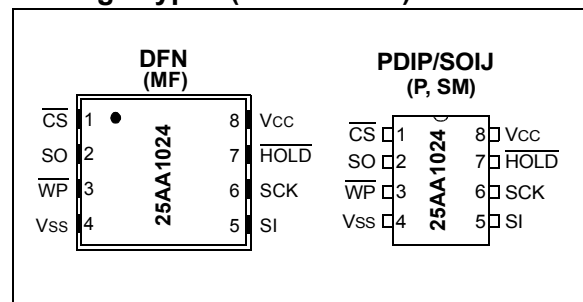 DFN
(MF)
CS 1 8 VCC
SO 2 7 HOLD
WP 3 6 SCK
VSS 4 5 SI
25AA1024
PDIP/SOIJ
(P, SM)
CS 1 8 VCC
SO 2 7 HOLD
WP 3 6 SCK
VSS 4 5 SI
25AA1024